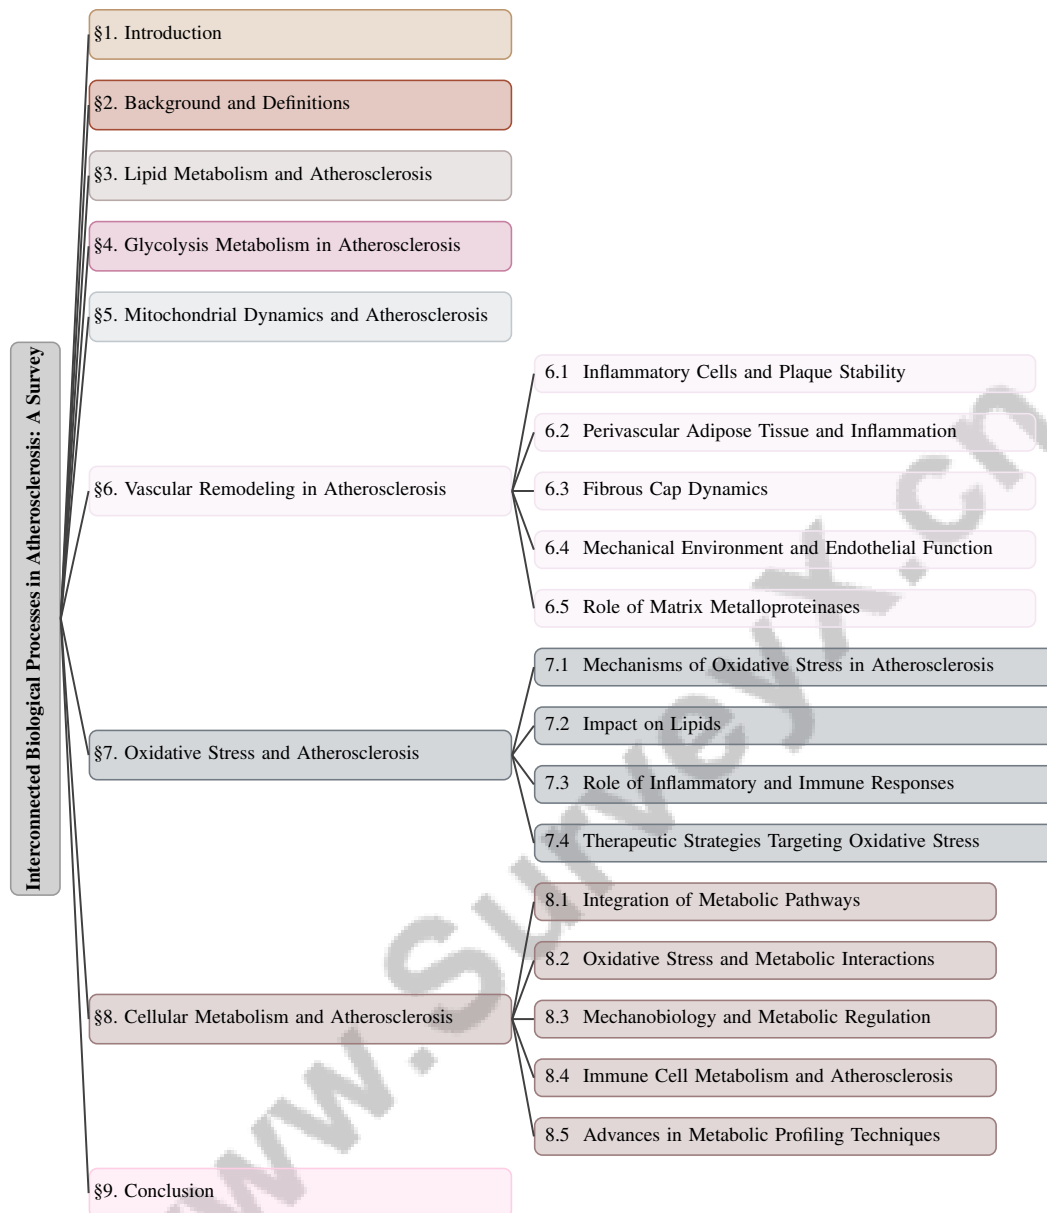 Interconnected Biological Processes in Atherosclerosis: A Survey
§1. Introduction
§2. Background and Definitions
§3. Lipid Metabolism and Atherosclerosis
§4. Glycolysis Metabolism in Atherosclerosis
§5. Mitochondrial Dynamics and Atherosclerosis
§6. Vascular Remodeling in Atherosclerosis
6.1 Inflammatory Cells and Plaque Stability
6.2 Perivascular Adipose Tissue and Inflammation
6.3 Fibrous Cap Dynamics
6.4 Mechanical Environment and Endothelial Function
6.5 Role of Matrix Metalloproteinases
§7. Oxidative Stress and Atherosclerosis
7.1 Mechanisms of Oxidative Stress in Atherosclerosis
7.2 Impact on Lipids
7.3 Role of Inflammatory and Immune Responses
7.4 Therapeutic Strategies Targeting Oxidative Stress
§8. Cellular Metabolism and Atherosclerosis
8.1 Integration of Metabolic Pathways
8.2 Oxidative Stress and Metabolic Interactions
8.3 Mechanobiology and Metabolic Regulation
8.4 Immune Cell Metabolism and Atherosclerosis
8.5 Advances in Metabolic Profiling Techniques
§9. Conclusion
www.SurveyX.cn